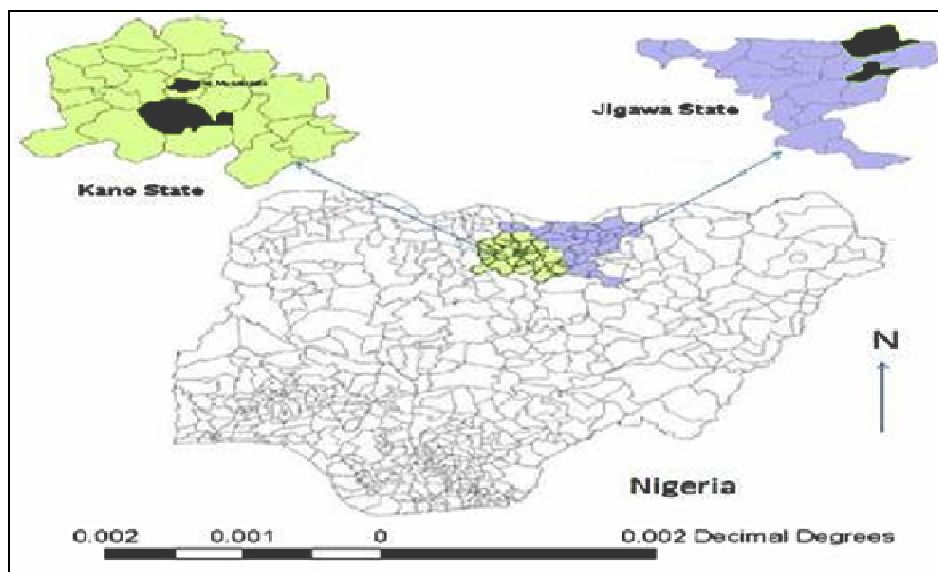 Jigawa State
Kano State
N
Nigeria
0.002 0.001 0 0.002 Decimal Degrees